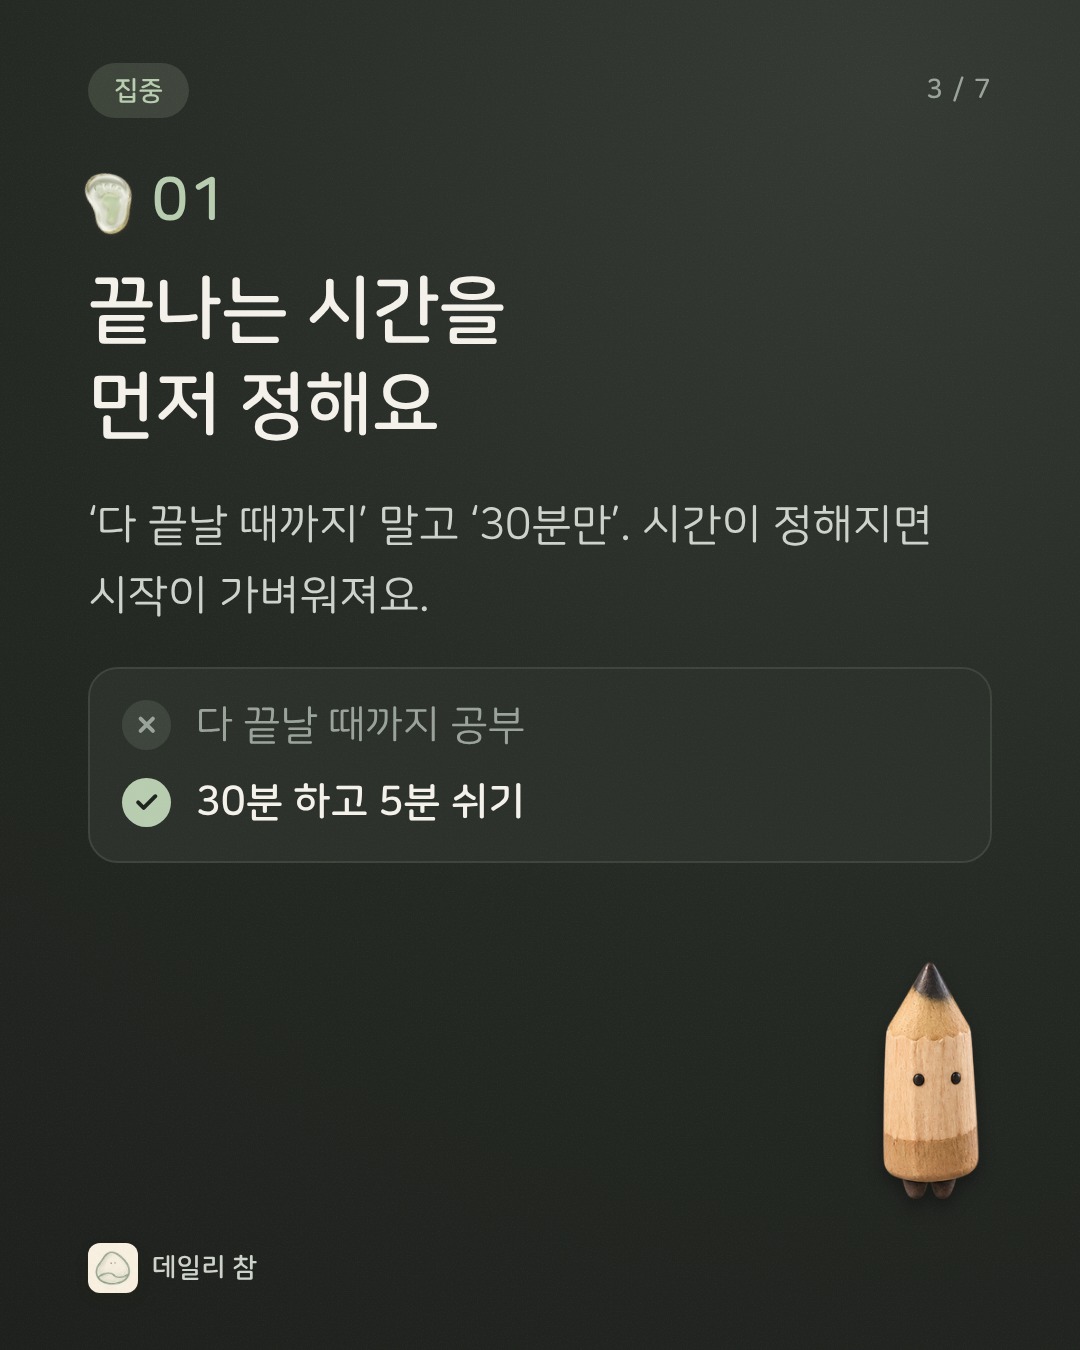 집중
3 / 7
01
끝나는 시간을
먼저 정해요
‘다 끝날 때까지’ 말고 ‘30분만’. 시간이 정해지면
시작이 가벼워져요.
다 끝날 때까지 공부
30분 하고 5분 쉬기
데일리 참